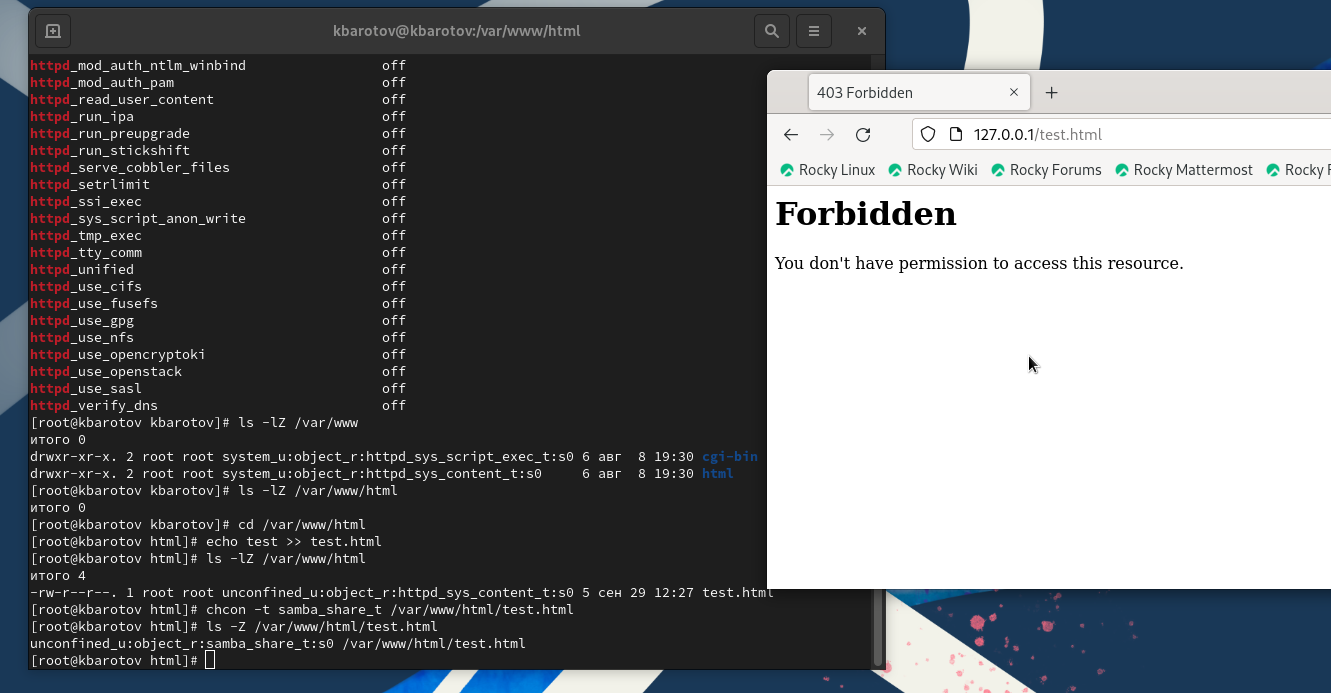 kbarotov@kbarotov:/var/www/html
httpd_mod_auth_ntlm_winbind off
httpd_mod_auth_pam off
httpd_read_user_content off
httpd_run_ipa off
httpd_run_preupgrade off
httpd_run_stickshift off
httpd_serve_cobbler_files off
httpd_setrlimit off
httpd_ssi_exec off
httpd_sys_script_anon_write off
httpd_tmp_exec off
httpd_tty_comm off
httpd_unified off
httpd_use_cifs off
httpd_use_fusefs off
httpd_use_gpg off
httpd_use_nfs off
httpd_use_opencryptoki off
httpd_use_openstack off
httpd_use_sasl off
httpd_verify_dns off
[root@kbarotov kbarotov]# ls -lZ /var/www
итого 0
drwxr-xr-x. 2 root root system_u:object_r:httpd_sys_script_exec_t:s0 6 авг 8 19:30 cgi-bin
drwxr-xr-x. 2 root root system_u:object_r:httpd_sys_content_t:s0 6 авг 8 19:30 html
[root@kbarotov kbarotov]# ls -lZ /var/www/html
итого 0
[root@kbarotov kbarotov]# cd /var/www/html
[root@kbarotov html]# echo test >> test.html
[root@kbarotov html]# ls -lZ /var/www/html
итого 4
-rw-r--r--. 1 root root unconfined_u:object_r:httpd_sys_content_t:s0 5 сен 29 12:27 test.html
[root@kbarotov html]# chcon -t samba_share_t /var/www/html/test.html
[root@kbarotov html]# ls -Z /var/www/html/test.html
unconfined_u:object_r:samba_share_t:s0 /var/www/html/test.html
[root@kbarotov html]#
403 Forbidden
127.0.0.1/test.html
Rocky Linux Rocky Wiki Rocky Forums Rocky Mattermost Rocky
Forbidden
You don't have permission to access this resource.